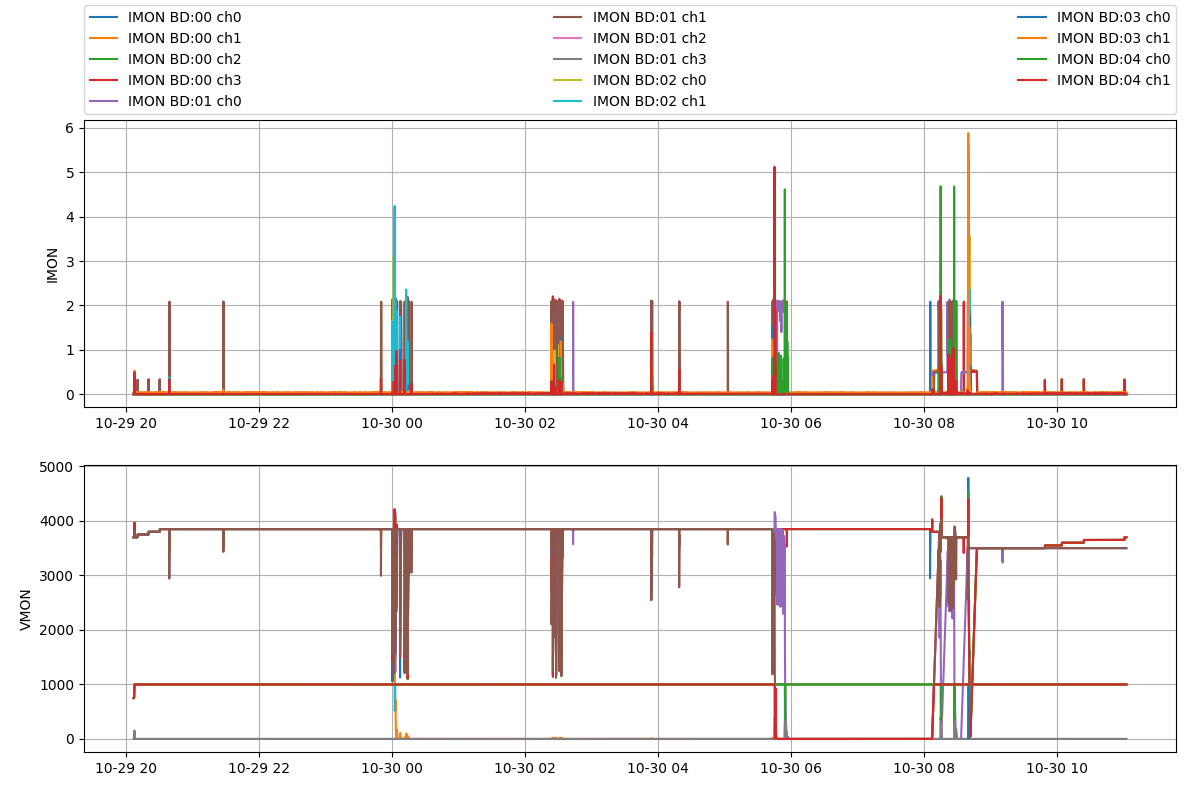 IMON BD:00 ch0
IMON BD:00 ch1
IMON BD:00 ch2
IMON BD:00 ch3
IMON BD:01 ch0
IMON BD:01 ch1
IMON BD:01 ch2
IMON BD:01 ch3
IMON BD:02 ch0
IMON BD:02 ch1
IMON BD:03 ch0
IMON BD:03 ch1
IMON BD:04 ch0
IMON BD:04 ch1
IMON
6
5
4
3
2
1
0
10-29 20
10-29 22
10-30 00
10-30 02
10-30 04
10-30 06
10-30 08
10-30 10
VMON
5000
4000
3000
2000
1000
0
10-29 20
10-29 22
10-30 00
10-30 02
10-30 04
10-30 06
10-30 08
10-30 10